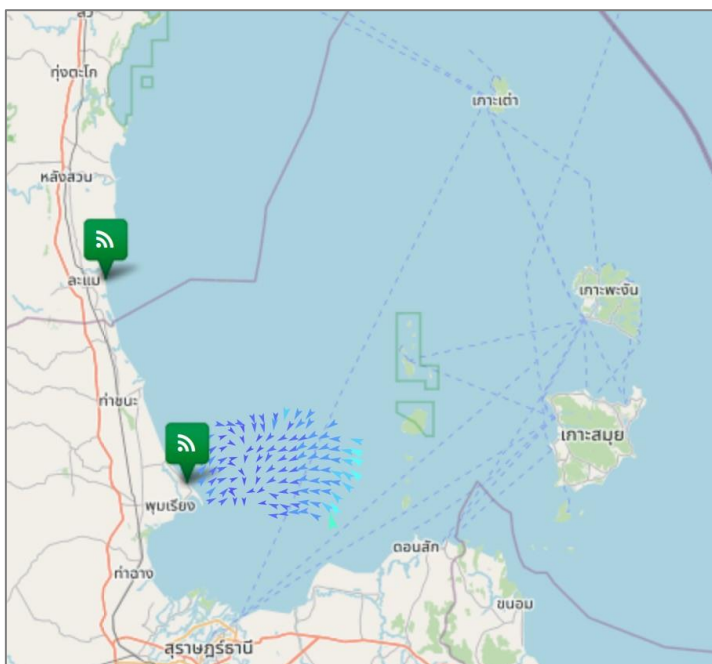 ทุ่งตะโก
เกาะเต่า
หลังสวน
ละแม
เกาะพะงัน
ท่าชนะ
เกาะสมุย
พุมเรียง
ดอนสัก
ท่าฉาง
ขนอม
สุราษฎร์ธานี